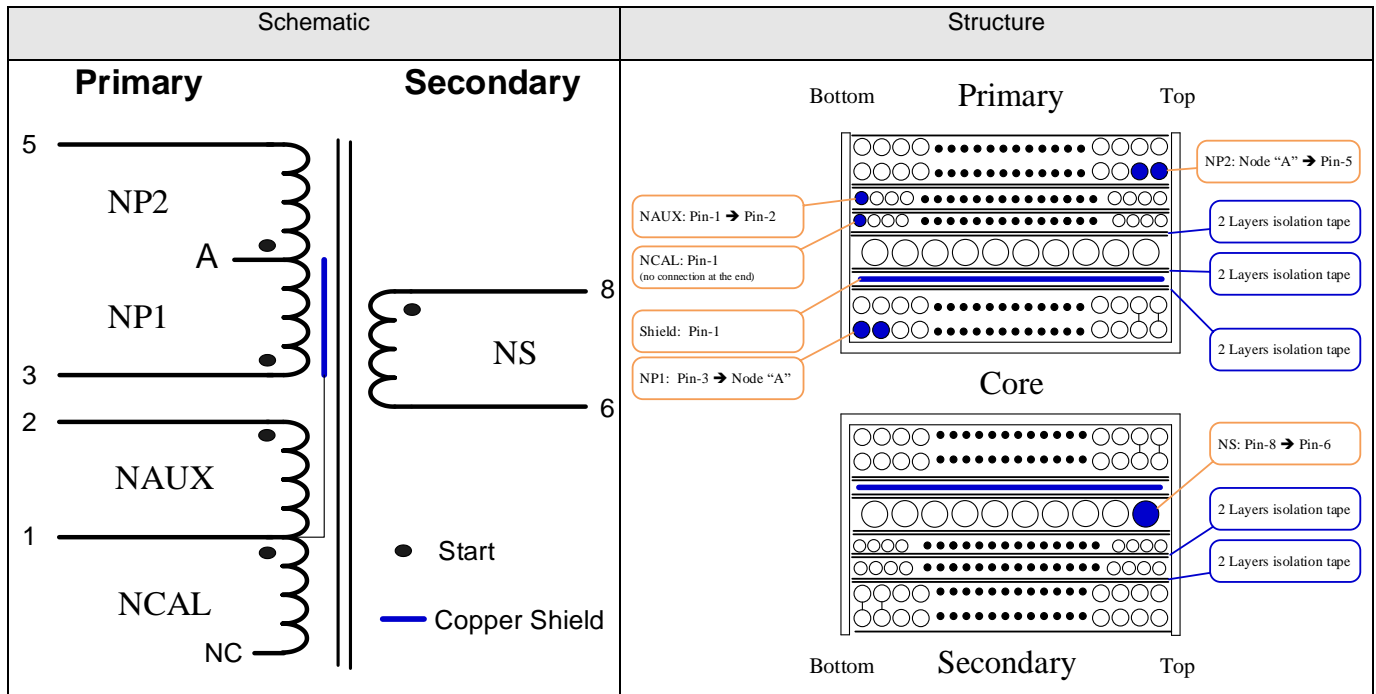 Schematic
Structure
Primary
Secondary
5
NP2
A
NP1
3
2
NAUX
1
NCAL
NC
8
NS
6
Start
Copper Shield
Bottom
Primary
Top
NAUX: Pin-1 ➔ Pin-2
NCAL: Pin-1
(no connection at the end)
Shield: Pin-1
NP1: Pin-3 ➔ Node “A”
NP2: Node “A” ➔ Pin-5
2 Layers isolation tape
2 Layers isolation tape
2 Layers isolation tape
Core
NS: Pin-8 ➔ Pin-6
2 Layers isolation tape
2 Layers isolation tape
Bottom
Secondary
Top